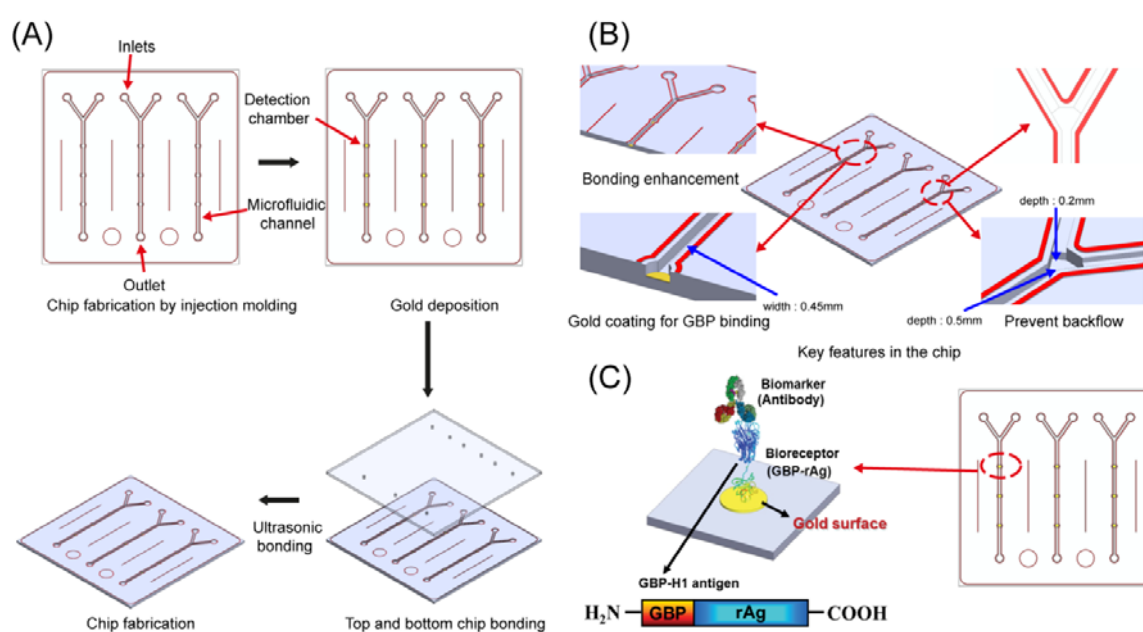 (A)
Inlets
Detection
chamber
Microfluidic
channel
Outlet
Chip fabrication by injection molding
Gold deposition
Ultrasonic
bonding
Chip fabrication
Top and bottom chip bonding
(B)
Bonding enhancement
depth : 0.2mm
width : 0.45mm
Gold coating for GBP binding
depth : 0.5mm
Prevent backflow
Key features in the chip
(C)
Biomarker
(Antibody)
Bioreceptor
(GBP-rAg)
Gold surface
GBP-H1 antigen
H₂N
GBP
rAg
COOH